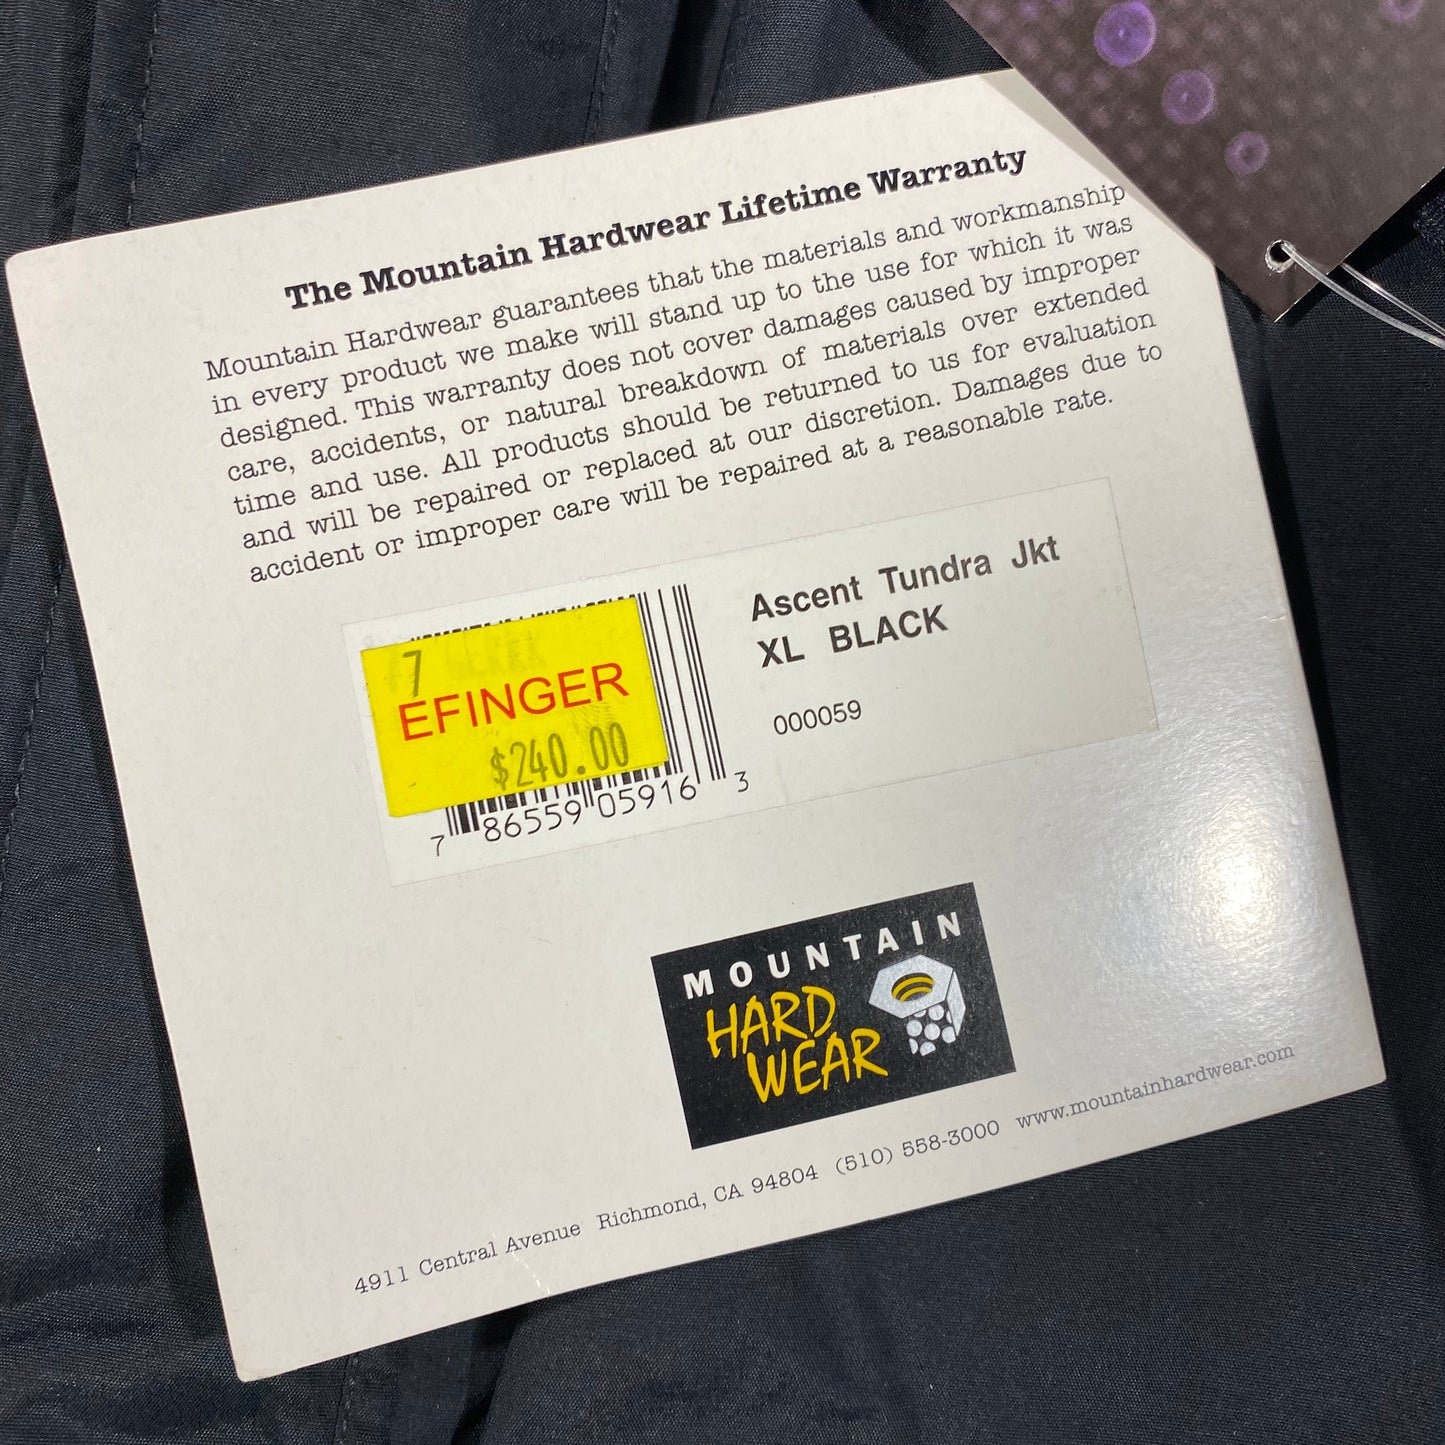 The Mountain Hardwear Lifetime Warranty
Mountain Hardwear guarantees that the materials and workmanship
in every product we make will stand up to the use for which it was
designed. This warranty does not cover damages caused by improper
care, accidents, or natural breakdown of materials over extended
time and use. All products should be returned to us for evaluation
and will be repaired or replaced at our discretion. Damages due to
accident or improper care will be repaired at a reasonable rate.
Ascent Tundra Jkt
XL BLACK
000059
7
EFINGER
$240.00
7 86559 05916 3
MOUNTAIN
HARD
WEAR
4911 Central Avenue Richmond, CA 94804 (510) 558-3000 www.mountainhardwear.com